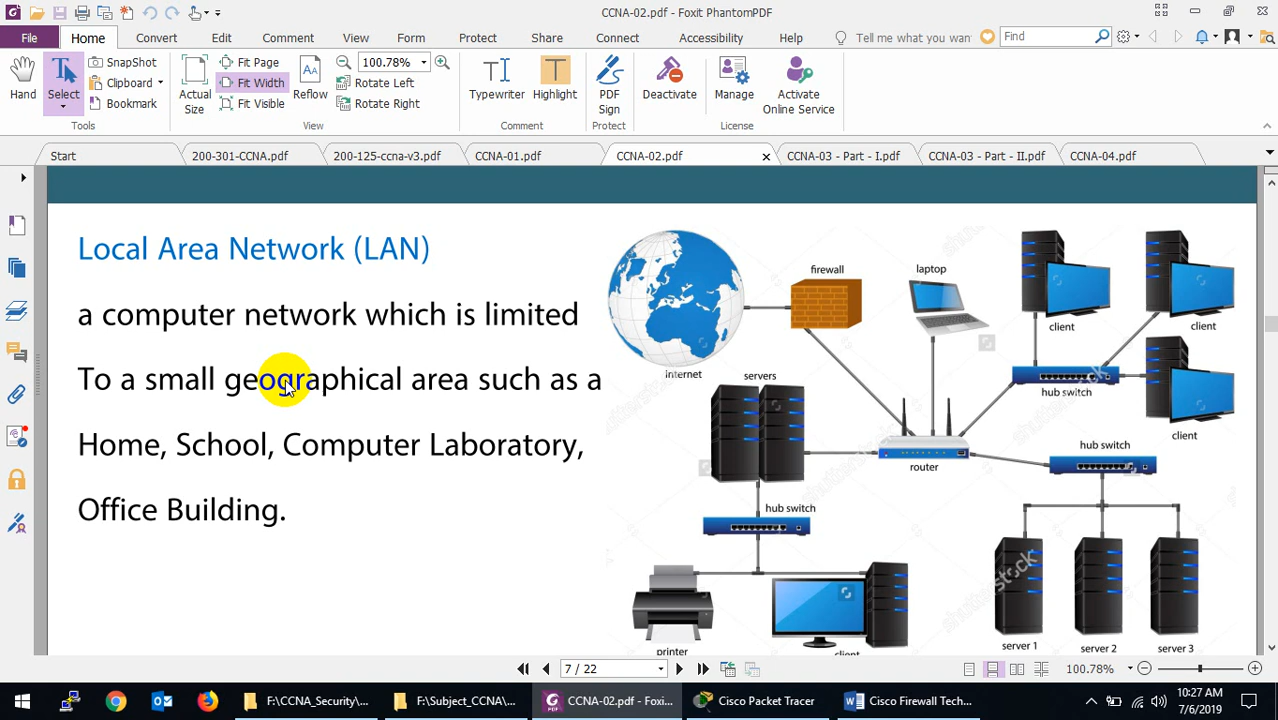 CCNA-02.pdf - Foxit PhantomPDF
File Home Convert Edit Comment View Form Protect Share Connect Accessibility Help Tell me what you want Find
Hand
Select
SnapShot
Clipboard
Bookmark
Tools
Actual Size
Fit Page
Fit Width
Fit Visible
Reflow
100.78%
Rotate Left
Rotate Right
View
Typewriter
Highlight
Comment
PDF Sign
Protect
Deactivate
Manage
Activate Online Service
License
Start 200-301-CCNA.pdf 200-125-ccna-v3.pdf CCNA-01.pdf CCNA-02.pdf CCNA-03 - Part - I.pdf CCNA-03 - Part - II.pdf CCNA-04.pdf
Local Area Network (LAN)
a computer network which is limited
To a small geographical area such as a
Home, School, Computer Laboratory,
Office Building.
internet
firewall
laptop
client
client
hub switch
client
servers
router
hub switch
hub switch
printer
client
server 1
server 2
server 3
shutterstock
7 / 22
100.78%
F:\CCNA_Security\... F:\Subject_CCNA\... CCNA-02.pdf - Foxi... Cisco Packet Tracer Cisco Firewall Tech...
10:27 AM
7/6/2019